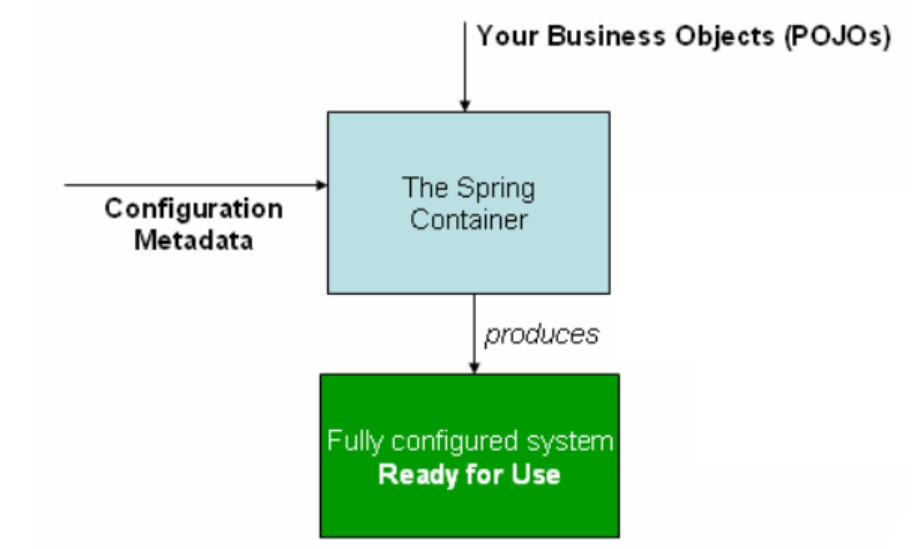 Your Business Objects (POJOs)
The Spring
Container
Configuration
Metadata
produces
Fully configured system
Ready for Use